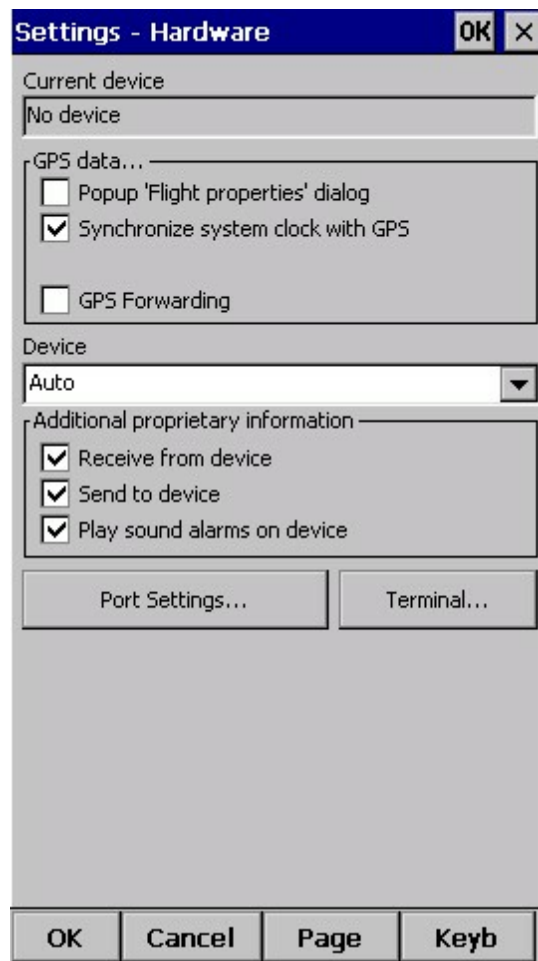 Settings - Hardware OK ×
Current device
No device
GPS data...
Popup 'Flight properties' dialog
Synchronize system clock with GPS
GPS Forwarding
Device
Auto
Additional proprietary information
Receive from device
Send to device
Play sound alarms on device
Port Settings... Terminal...
OK Cancel Page Keyb